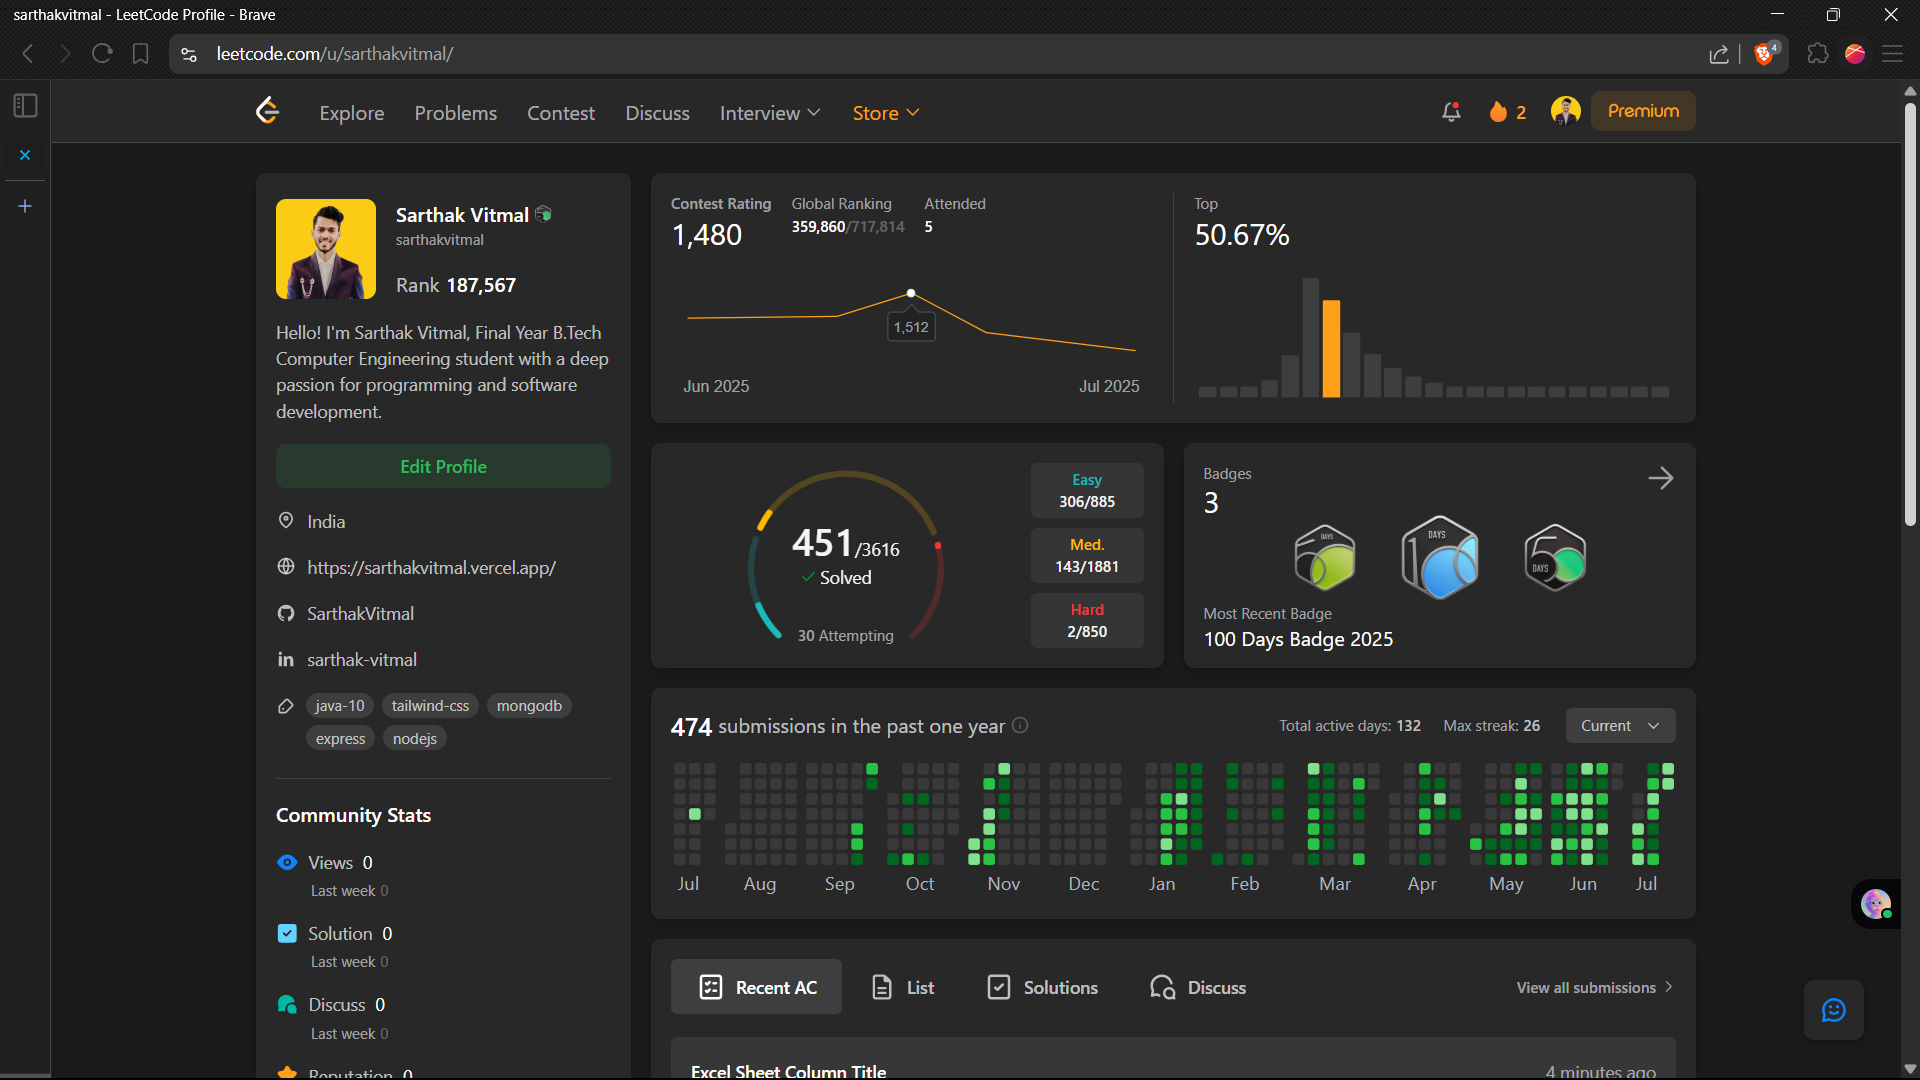 sarthakvitmal - LeetCode Profile - Brave
leetcode.com/u/sarthakvitmal/
4
Explore Problems Contest Discuss Interview Store
2
Premium
Sarthak Vitmal
sarthakvitmal
Rank 187,567
Hello! I'm Sarthak Vitmal, Final Year B.Tech
Computer Engineering student with a deep
passion for programming and software
development.
Edit Profile
India
https://sarthakvitmal.vercel.app/
SarthakVitmal
in sarthak-vitmal
java-10 tailwind-css mongodb
express nodejs
Community Stats
Views 0
Last week 0
Solution 0
Last week 0
Discuss 0
Last week 0
Reputation 0
Contest Rating Global Ranking Attended
1,480 359,860/717,814 5
1,512
Jun 2025 Jul 2025
Top
50.67%
451/3616
Solved
30 Attempting
Easy
306/885
Med.
143/1881
Hard
2/850
Badges
3
DAYS
DAYS
100
50
DAYS
Most Recent Badge
100 Days Badge 2025
474 submissions in the past one year
Total active days: 132 Max streak: 26 Current
Jul Aug Sep Oct Nov Dec Jan Feb Mar Apr May Jun Jul
Recent AC List Solutions Discuss View all submissions
Excel Sheet Column Title 4 minutes ago